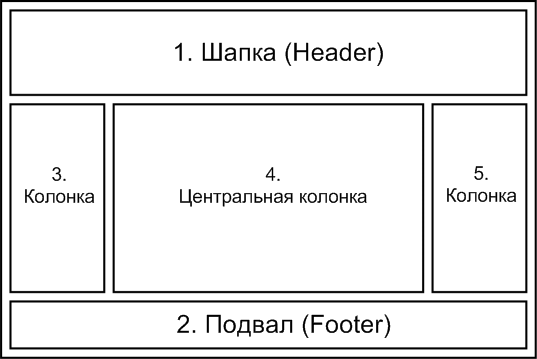 1. Шапка (Header)
3.
Колонка
4.
Центральная колонка
5.
Колонка
2. Подвал (Footer)